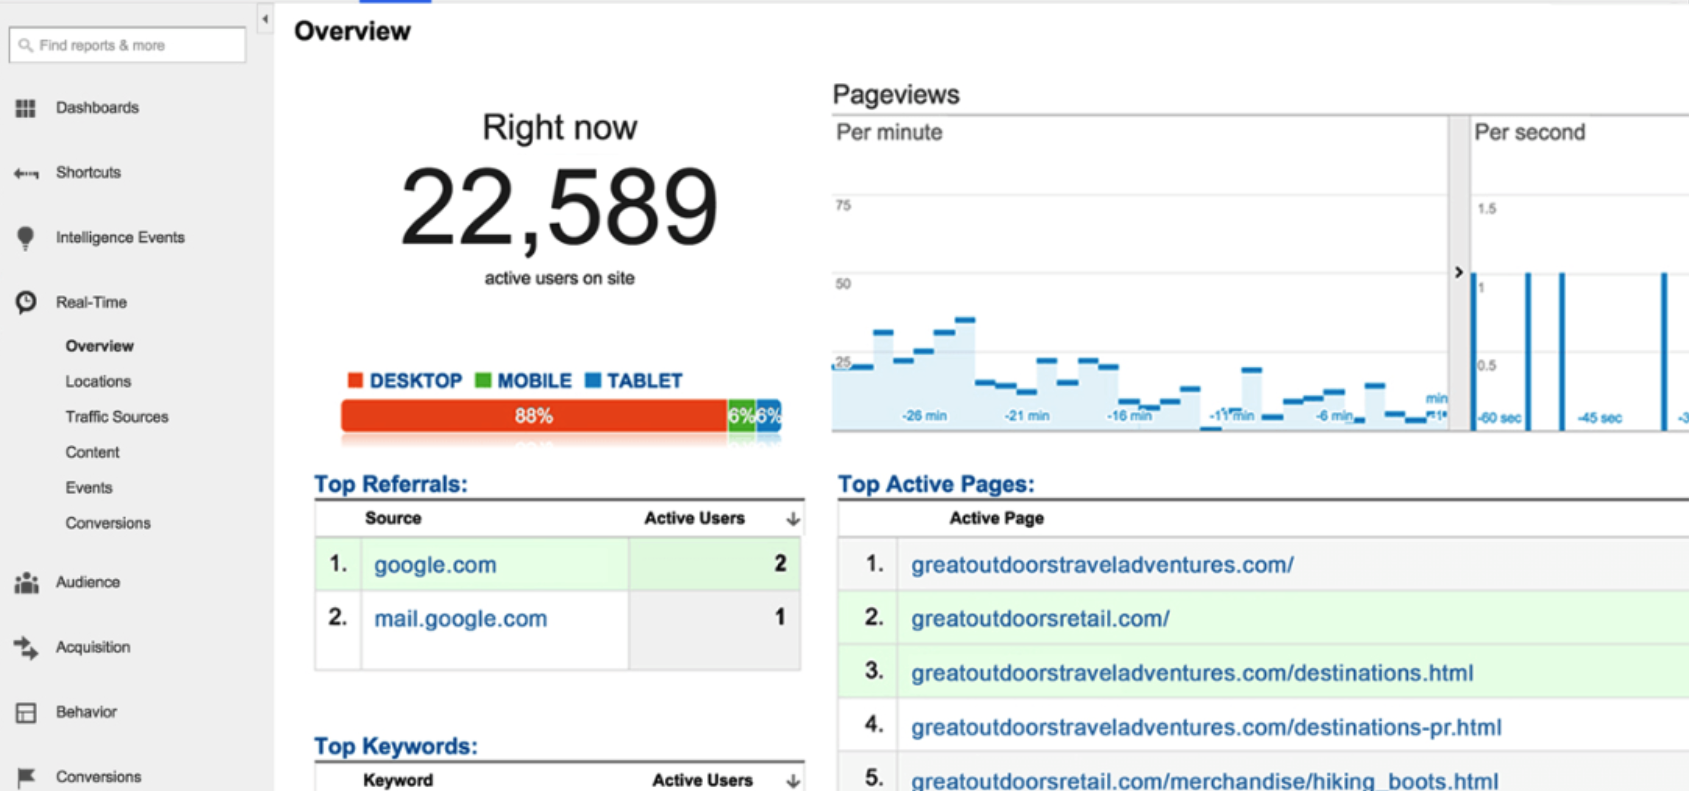 Find reports & more
Dashboards
Shortcuts
Intelligence Events
Real-Time
Overview
Locations
Traffic Sources
Content
Events
Conversions
Audience
Acquisition
Behavior
Conversions
Overview
Right now
22,589
active users on site
DESKTOP MOBILE TABLET
88% 6% 6%
Pageviews
Per minute
75
50
25
-26 min -21 min -16 min -11 min -6 min
min
-1
Per second
1.5
1
0.5
-60 sec -45 sec
Top Referrals:
Source Active Users
1. google.com 2
2. mail.google.com 1
Top Keywords:
Keyword Active Users
Top Active Pages:
Active Page
1. greatoutdoorstraveladventures.com/
2. greatoutdoorsretail.com/
3. greatoutdoorstraveladventures.com/destinations.html
4. greatoutdoorstraveladventures.com/destinations-pr.html
5. greatoutdoorsretail.com/merchandise/hiking_boots.html